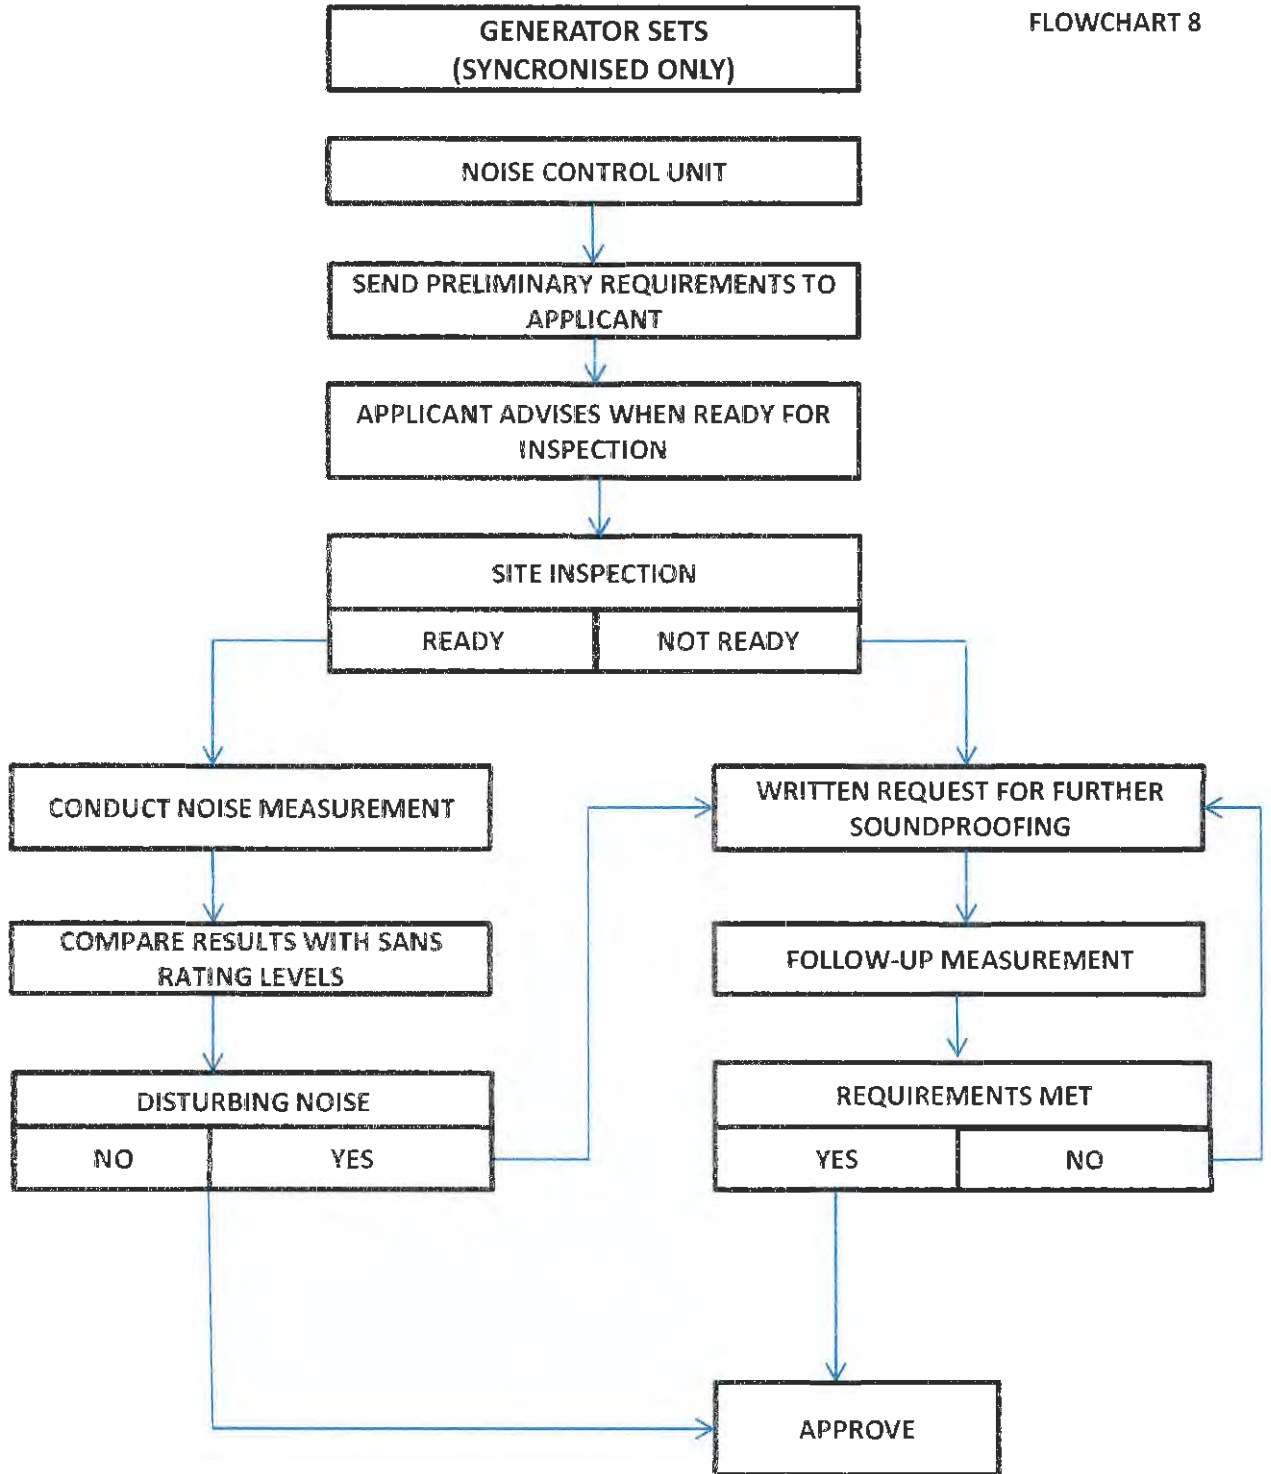 FLOWCHART 8
GENERATOR SETS
(SYNCRONISED ONLY)
NOISE CONTROL UNIT
SEND PRELIMINARY REQUIREMENTS TO
APPLICANT
APPLICANT ADVISES WHEN READY FOR
INSPECTION
SITE INSPECTION
READY
NOT READY
CONDUCT NOISE MEASUREMENT
WRITTEN REQUEST FOR FURTHER
SOUNDPROOFING
COMPARE RESULTS WITH SANS
RATING LEVELS
FOLLOW-UP MEASUREMENT
DISTURBING NOISE
NO
YES
REQUIREMENTS MET
YES
NO
APPROVE